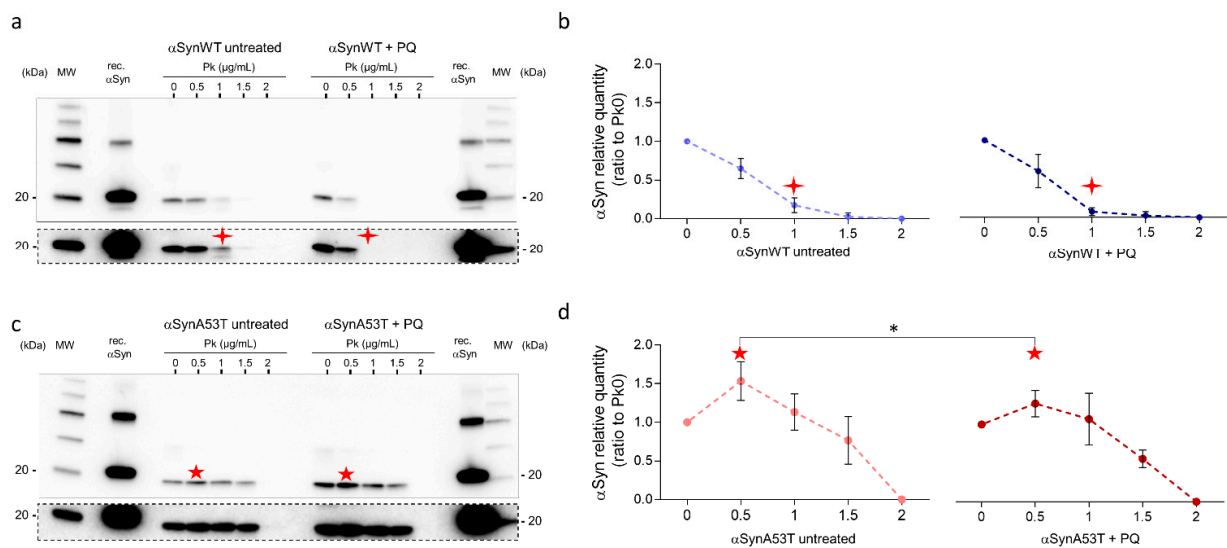 a
αSynWT untreated
αSynWT + PQ
(kDa)
MW
rec.
αSyn
Pk (µg/mL)
Pk (µg/mL)
rec.
αSyn
MW
(kDa)
0 0.5 1 1.5 2
0 0.5 1 1.5 2
20 -
- 20
20 -
- 20
b
αSyn relative quantity
(ratio to Pk0)
2.0
1.5
1.0
0.5
0.0
0 0.5 1 1.5 2
0 0.5 1 1.5 2
αSynWT untreated
αSynWT + PQ
c
αSynA53T untreated
αSynA53T + PQ
(kDa)
MW
rec.
αSyn
Pk (µg/mL)
Pk (µg/mL)
rec.
αSyn
MW
(kDa)
0 0.5 1 1.5 2
0 0.5 1 1.5 2
20 -
- 20
20 -
- 20
d
*
αSyn relative quantity
(ratio to Pk0)
2.0
1.5
1.0
0.5
0.0
0 0.5 1 1.5 2
0 0.5 1 1.5 2
αSynA53T untreated
αSynA53T + PQ